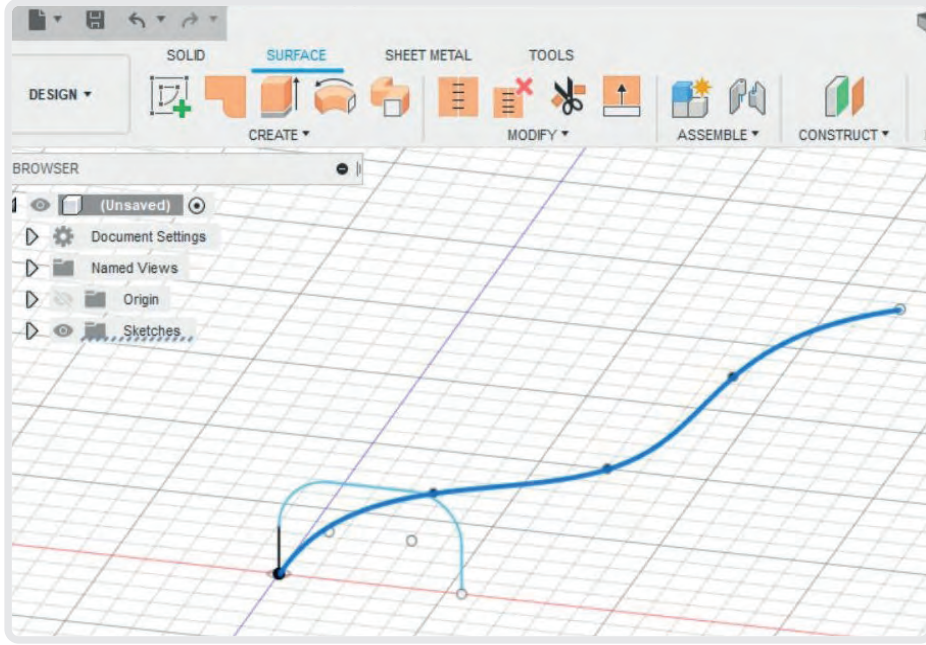 SOLID SURFACE SHEET METAL TOOLS
DESIGN ▾
CREATE ▾ MODIFY ▾ ASSEMBLE ▾ CONSTRUCT ▾
BROWSER
(Unsaved)
Document Settings
Named Views
Origin
Sketches